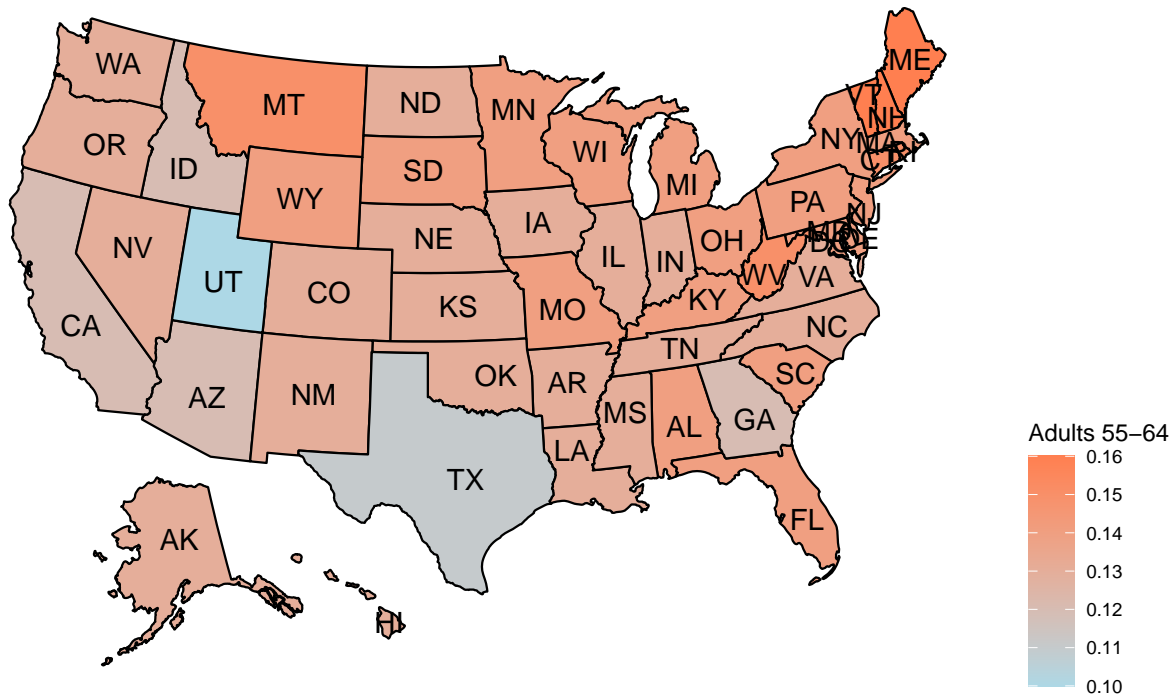 ME
WA
VT
MT
ND
MN
NH
OR
NY
MA
RI
CT
WI
ID
SD
MI
WY
PA
NJ
NV
NE
IA
OH
DE
IL
IN
WV
UT
CO
VA
KS
KY
MO
CA
NC
TN
OK
SC
AR
AZ
NM
MS
GA
AL
LA
TX
FL
AK
HI
Adults 55–64
0.16
0.15
0.14
0.13
0.12
0.11
0.10